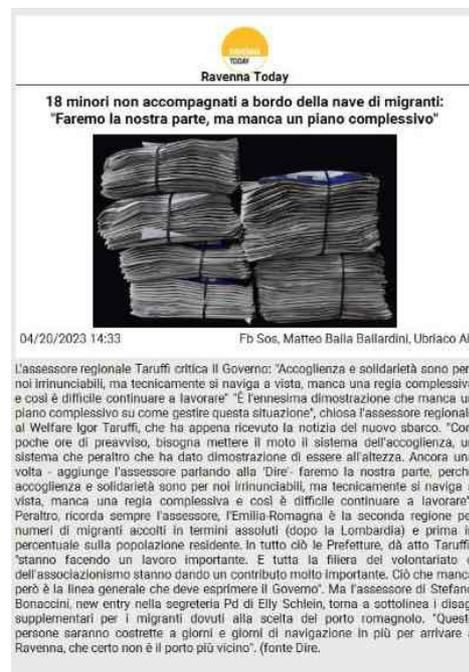 RAVENNA
TODAY
Ravenna Today
18 minori non accompagnati a bordo della nave di migranti:
"Faremo la nostra parte, ma manca un piano complessivo"
04/20/2023 14:33
Fb Sos, Matteo Balla Ballardini, Ubriaco Al
L'assessore regionale Taruffi critica il Governo: "Accoglienza e solidarietà sono per
noi irrinunciabili, ma tecnicamente si naviga a vista, manca una regia complessiv
e così è difficile continuare a lavorare" "È l'ennesima dimostrazione che manca u
piano complessivo su come gestire questa situazione", chiosa l'assessore regional
al Welfare Igor Taruffi, che ha appena ricevuto la notizia del nuovo sbarco. "Con
poche ore di preavviso, bisogna mettere il moto il sistema dell'accoglienza, u
sistema che peraltro che ha dato dimostrazione di essere all'altezza. Ancora un
volta - aggiunge l'assessore parlando alla 'Dire'- faremo la nostra parte, perch
accoglienza e solidarietà sono per noi irrinunciabili, ma tecnicamente si naviga a
vista, manca una regia complessiva e così è difficile continuare a lavorare"
Peraltro, ricorda sempre l'assessore, l'Emilia-Romagna è la seconda regione pe
numeri di migranti accolti in termini assoluti (dopo la Lombardia) e prima i
percentuale sulla popolazione residente. In tutto ciò le Prefetture, dà atto Taruffi
"stanno facendo un lavoro importante. E tutta la filiera del volontariato e
dell'associazionismo stanno dando un contributo molto importante. Ciò che manc
però è la linea generale che deve esprimere il Governo". Ma l'assessore di Stefan
Bonaccini, new entry nella segreteria Pd di Elly Schlein, torna a sottolinea i disag
supplementari per i migranti dovuti alla scelta del porto romagnolo. "Quest
persone saranno costrette a giorni e giorni di navigazione in più per arrivare a
Ravenna, che certo non è il porto più vicino". (fonte Dire.